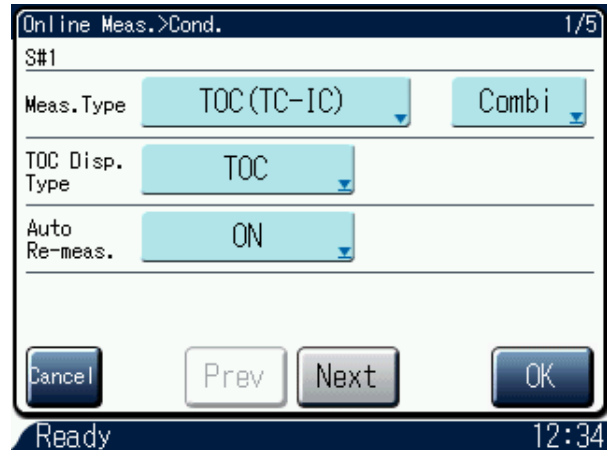 Online Meas.>Cond. 1/5
S#1
Meas.Type TOC(TC-IC) Combi
TOC Disp.
Type TOC
Auto
Re-meas. ON
Cancel Prev Next OK
Ready 12:34